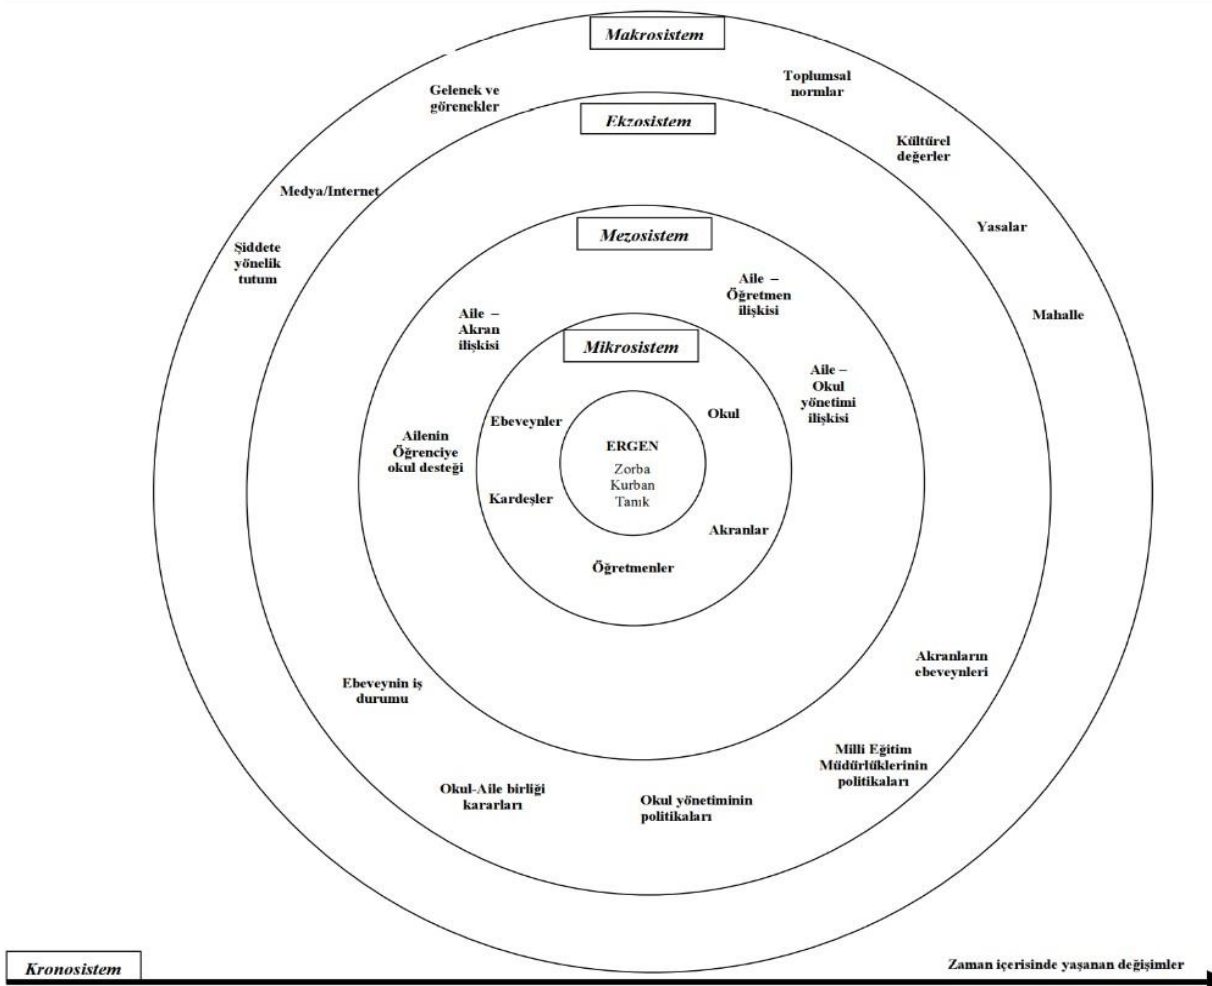 Makrosistem
Gelenek ve
görenekler
Toplumsal
normlar
Ekzosistem
Kültürel
değerler
Medya/Internet
Yasalar
Şiddete
yönelik
tutum
Mahalle
Mezosistem
Aile –
Akran
ilişkisi
Aile –
Öğretmen
ilişkisi
Mikrosistem
Aile –
Okul
yönetimi
ilişkisi
Ebeveynler
Okul
Ailenin
Öğrenciye
okul desteği
ERGEN
Zorba
Kurban
Tanık
Kardeşler
Akranlar
Öğretmenler
Ebeveynin iş
durumu
Akranların
ebeveynleri
Milli Eğitim
Müdürlüklerinin
politikaları
Okul-Aile birliği
kararları
Okul yönetiminin
politikaları
Kronosistem
Zaman içerisinde yaşanan değişimler